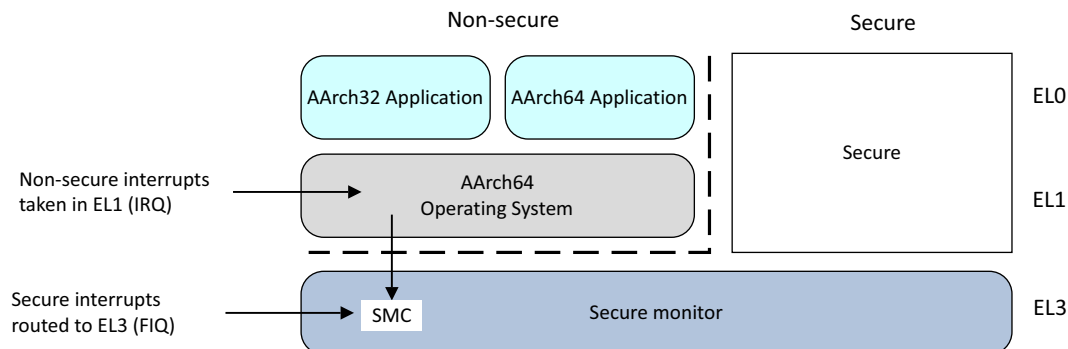 Non-secure
Secure
AArch32 Application
AArch64 Application
EL0
Secure
Non-secure interrupts
taken in EL1 (IRQ)
AArch64
Operating System
EL1
Secure interrupts
routed to EL3 (FIQ)
SMC
Secure monitor
EL3